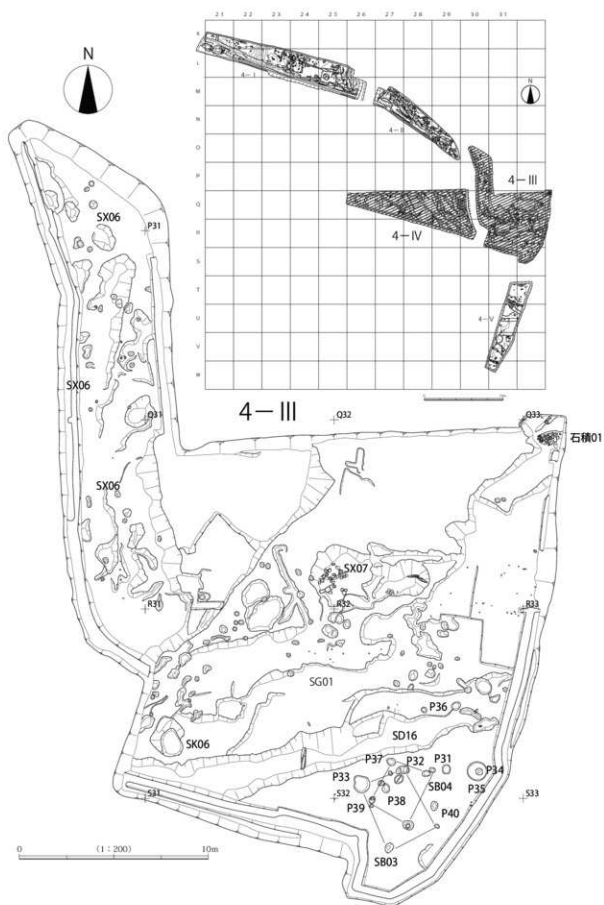 21 22 23 24 25 26 27 28 29 30 31
K
L
M
N
O
P
Q
R
S
T
U
V
W
4-Ⅰ
4-Ⅱ
4-Ⅲ
4-Ⅳ
4-Ⅴ
N
N
SX06
P31
SX06
Q31
4-Ⅲ
Q32
Q33
石積01
SX06
SX07
R31
R32
R33
SG01
P36
SK06
SD16
P37
P32
P31
P34
P33
SB04
P35
S31
P39
P38
S32
P40
S33
SB03
0 (1:200) 10m